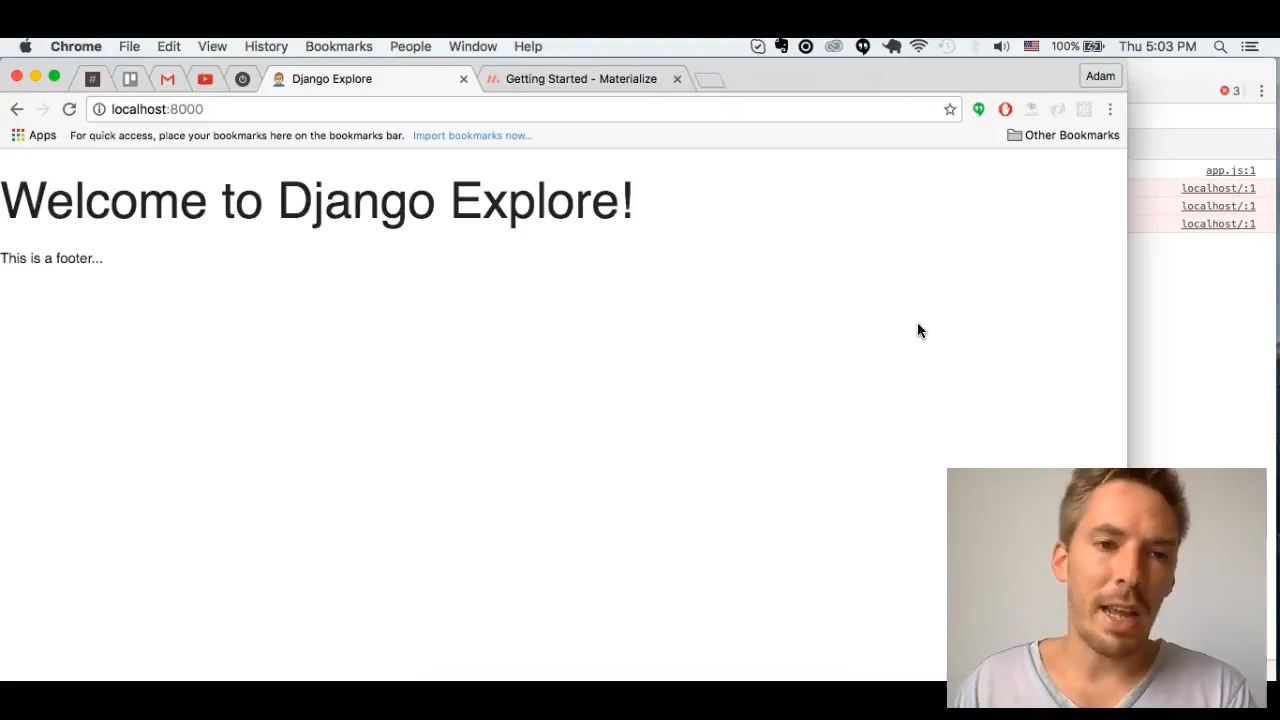 Chrome File Edit View History Bookmarks People Window Help 100% Thu 5:03 PM
# Django Explore Getting Started - Materialize Adam
3
localhost:8000
Apps For quick access, place your bookmarks here on the bookmarks bar. Import bookmarks now... Other Bookmarks
app.js:1
localhost/:1
localhost/:1
localhost/:1
Welcome to Django Explore!
This is a footer...